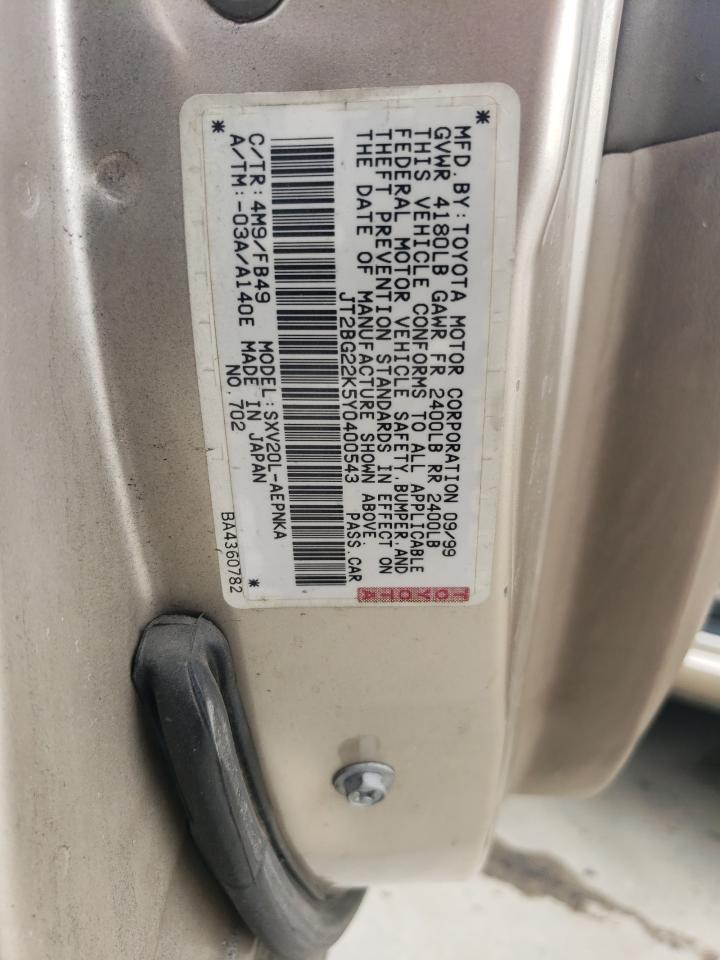 MFD. BY: TOYOTA MOTOR CORPORATION 09/99
GVWR 4180LB GAWR FR 2400LB RR 2400LB
THIS VEHICLE CONFORMS TO ALL APPLICABLE
FEDERAL MOTOR VEHICLE SAFETY, BUMPER, AND
THEFT PREVENTION STANDARDS IN EFFECT ON
THE DATE OF MANUFACTURE SHOWN ABOVE.
TOYOTA
JT2BG22K5Y0400543 PASS.CAR
C/TR: 4M9/FB49 MODEL: SXV20L-AEPNKA
A/TM: -03A/A140E MADE IN JAPAN
NO. 702
BA4360782